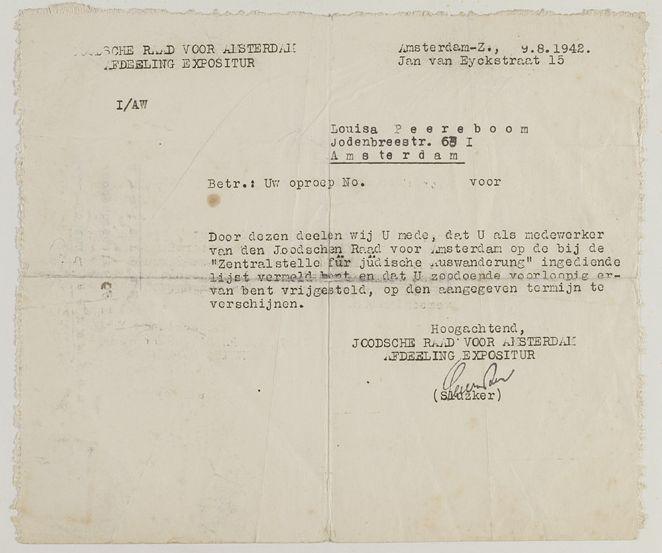 JOODSCHE RAAD VOOR AMSTERDAM
AFDEELING EXPOSITUR
Amsterdam-Z., 9.8.1942.
Jan van Eyckstraat 15
I/AW
Louisa Peereboom
Jodenbreestr. 63 I
Amsterdam
Betr.: Uw oproep No. voor
Door dezen deelen wij U mede, dat U als medewerker
van den Joodschen Raad voor Amsterdam op de bij de
"Zentralstelle für jüdische Auswanderung" ingediende
lijst vermeld bent en dat U zoodoende voorloopig er-
van bent vrijgesteld, op den aangegeven termijn te
verschijnen.
Hoogachtend,
JOODSCHE RAAD VOOR AMSTERDAM
AFDEELING EXPOSITUR
(Sluzker)